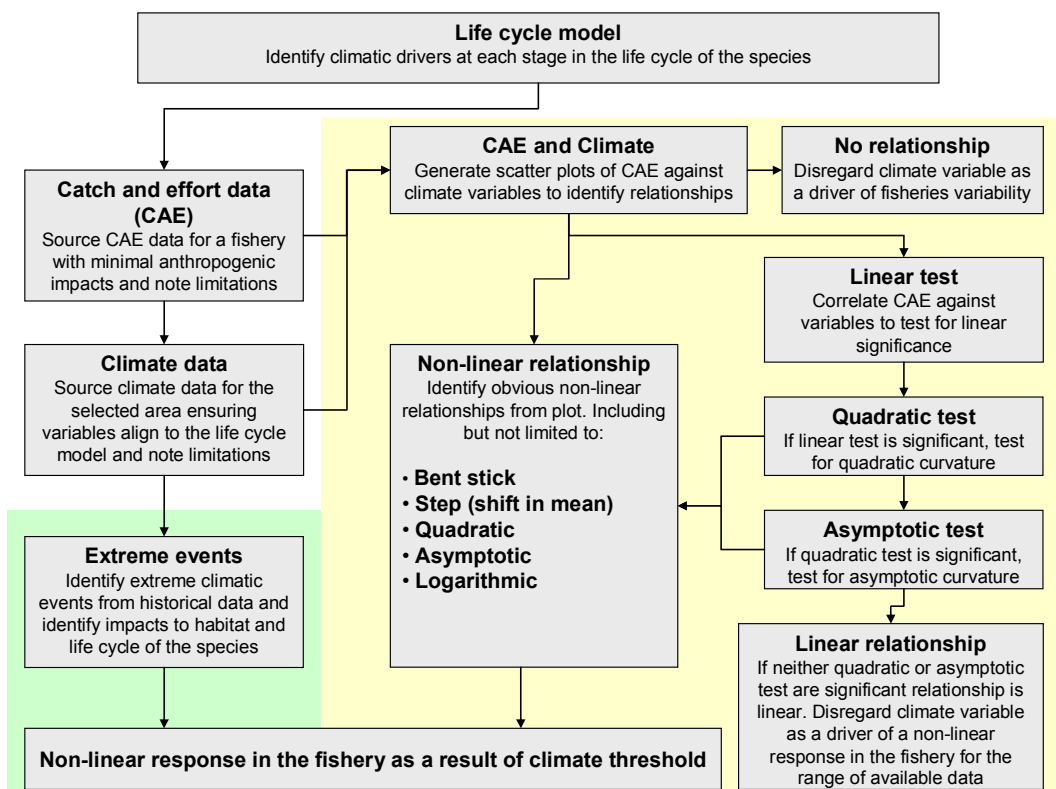 Life cycle model
Identify climatic drivers at each stage in the life cycle of the species
Catch and effort data
(CAE)
Source CAE data for a fishery
with minimal anthropogenic
impacts and note limitations
Climate data
Source climate data for the
selected area ensuring
variables align to the life cycle
model and note limitations
Extreme events
Identify extreme climatic
events from historical data and
identify impacts to habitat and
life cycle of the species
CAE and Climate
Generate scatter plots of CAE against
climate variables to identify relationships
No relationship
Disregard climate variable as
a driver of fisheries variability
Linear test
Correlate CAE against
variables to test for linear
significance
Non-linear relationship
Identify obvious non-linear
relationships from plot. Including
but not limited to:
• Bent stick
• Step (shift in mean)
• Quadratic
• Asymptotic
• Logarithmic
Quadratic test
If linear test is significant, test
for quadratic curvature
Asymptotic test
If quadratic test is significant,
test for asymptotic curvature
Linear relationship
If neither quadratic or asymptotic
test are significant relationship is
linear. Disregard climate variable
as a driver of a non-linear
response in the fishery for the
range of available data
Non-linear response in the fishery as a result of climate threshold